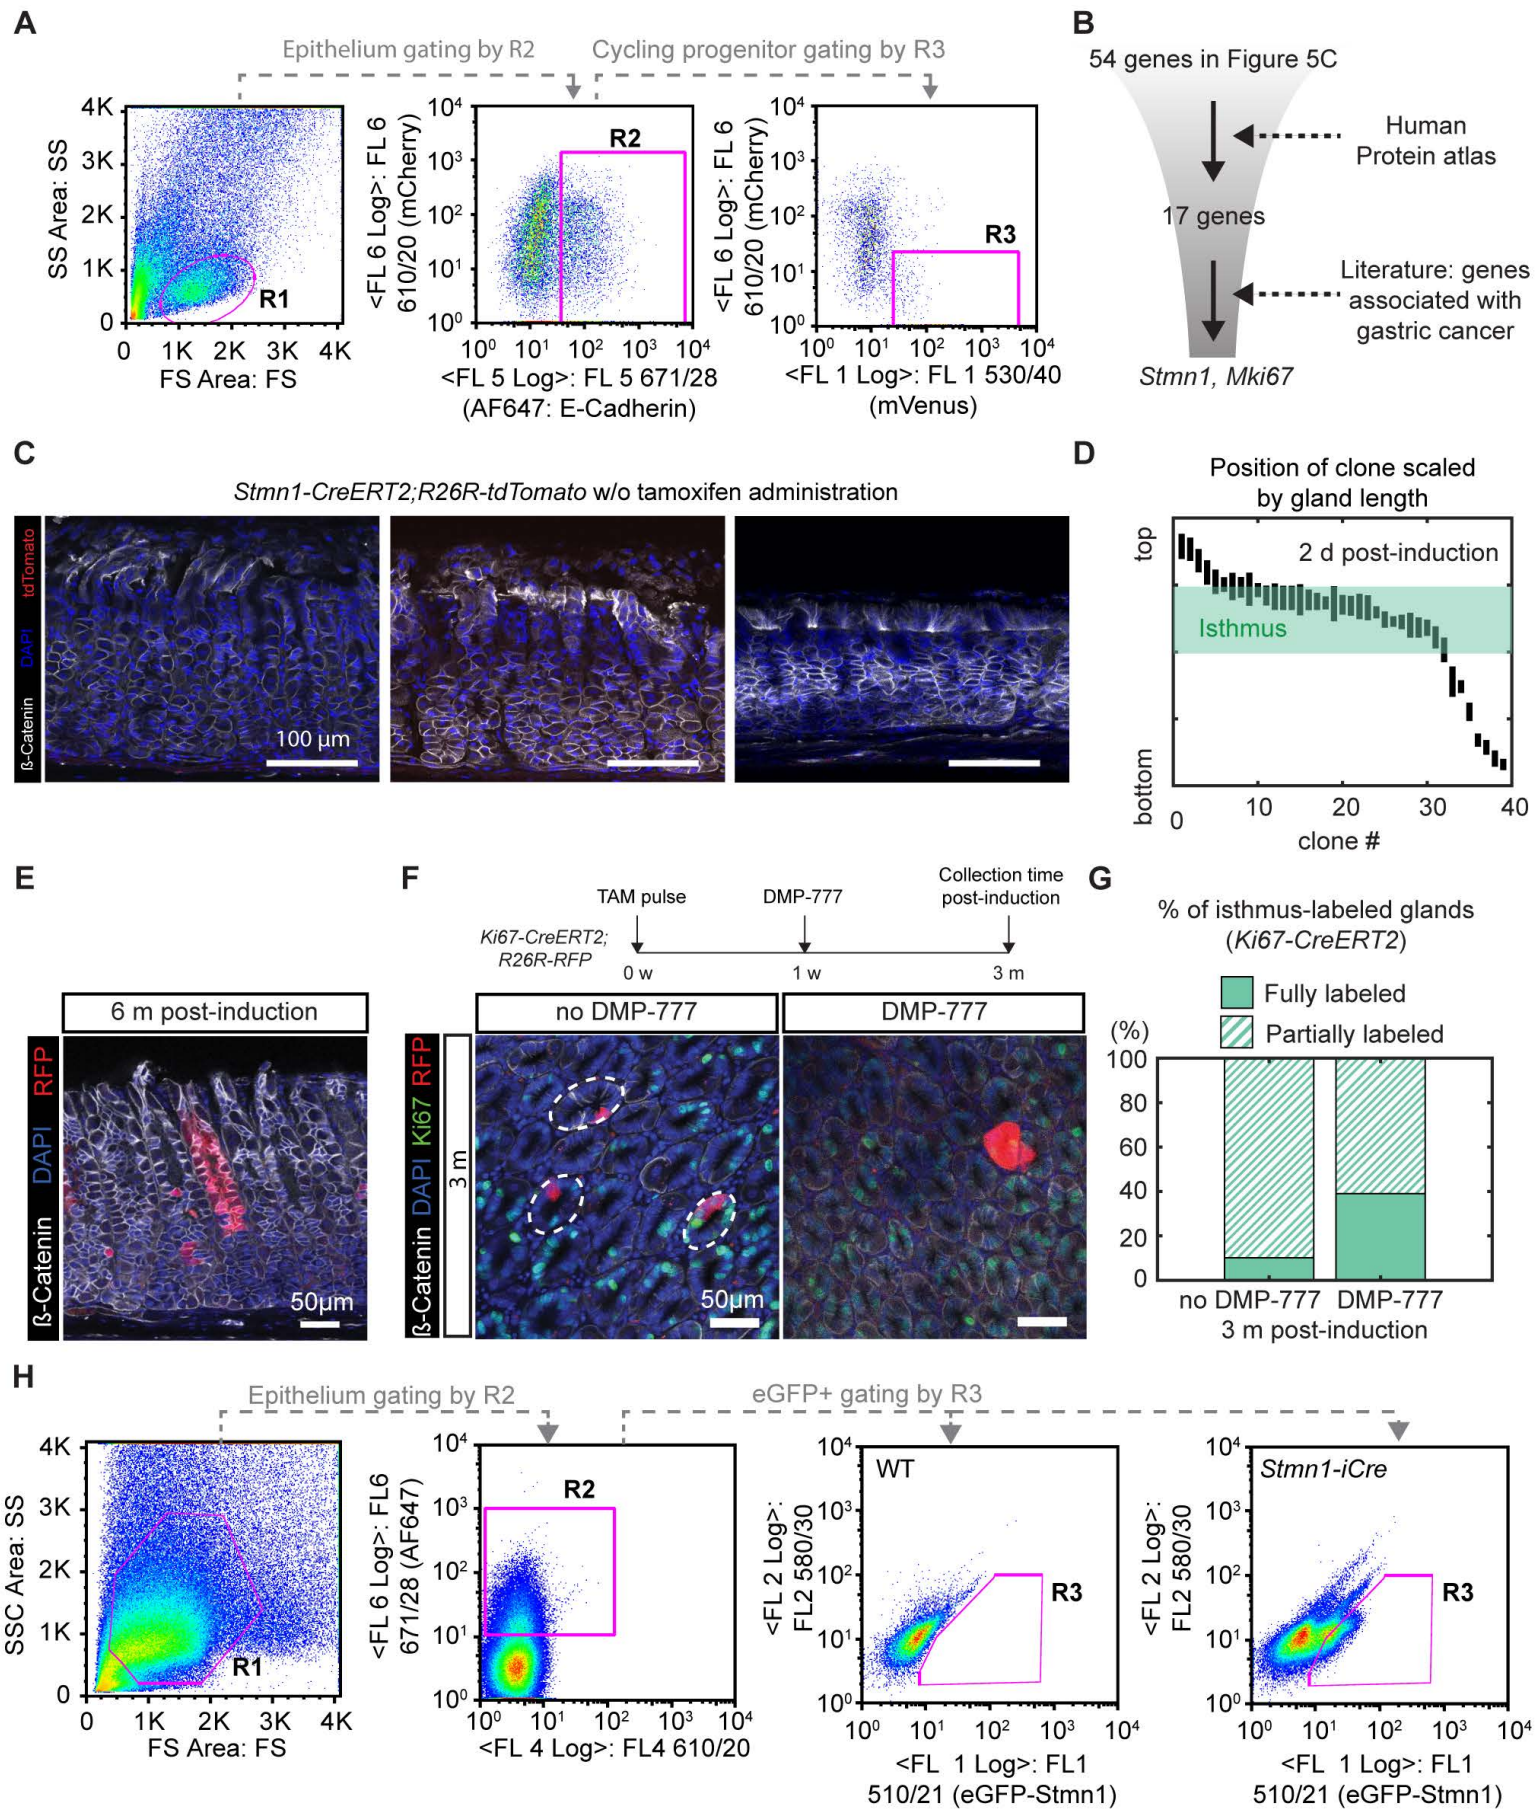 A
Epithelium gating by R2
Cycling progenitor gating by R3
SS Area: SS
4K
3K
2K
1K
0
R1
0 1K 2K 3K 4K
FS Area: FS
<FL 6 Log>: FL 6
610/20 (mCherry)
10⁴
10³
10²
10¹
10⁰
R2
10⁰ 10¹ 10² 10³ 10⁴
<FL 5 Log>: FL 5 671/28
(AF647: E-Cadherin)
<FL 6 Log>: FL 6
610/20 (mCherry)
10⁴
10³
10²
10¹
10⁰
R3
10⁰ 10¹ 10² 10³ 10⁴
<FL 1 Log>: FL 1 530/40
(mVenus)
B
54 genes in Figure 5C
Human
Protein atlas
17 genes
Literature: genes
associated with
gastric cancer
Stmn1, Mki67
C
Stmn1-CreERT2;R26R-tdTomato w/o tamoxifen administration
ß-Catenin DAPI tdTomato
100 µm
D
Position of clone scaled
by gland length
top
bottom
2 d post-induction
Isthmus
0 10 20 30 40
clone #
E
6 m post-induction
ß-Catenin DAPI RFP
50µm
F
TAM pulse
DMP-777
Collection time
post-induction
Ki67-CreERT2;
R26R-RFP
0 w
1 w
3 m
no DMP-777
DMP-777
ß-Catenin DAPI Ki67 RFP
3 m
50µm
G
% of isthmus-labeled glands
(Ki67-CreERT2)
Fully labeled
Partially labeled
(%)
100
80
60
40
20
0
no DMP-777 DMP-777
3 m post-induction
H
Epithelium gating by R2
eGFP+ gating by R3
SSC Area: SS
4K
3K
2K
1K
0
R1
0 1K 2K 3K 4K
FS Area: FS
<FL 6 Log>: FL6
671/28 (AF647)
10⁴
10³
10²
10¹
10⁰
R2
10⁰ 10¹ 10² 10³ 10⁴
<FL 4 Log>: FL4 610/20
<FL 2 Log>:
FL2 580/30
10⁴
10³
10²
10¹
10⁰
WT
R3
10⁰ 10¹ 10² 10³ 10⁴
<FL 1 Log>: FL1
510/21 (eGFP-Stmn1)
<FL 2 Log>:
FL2 580/30
10⁴
10³
10²
10¹
10⁰
Stmn1-iCre
R3
10⁰ 10¹ 10² 10³ 10⁴
<FL 1 Log>: FL1
510/21 (eGFP-Stmn1)